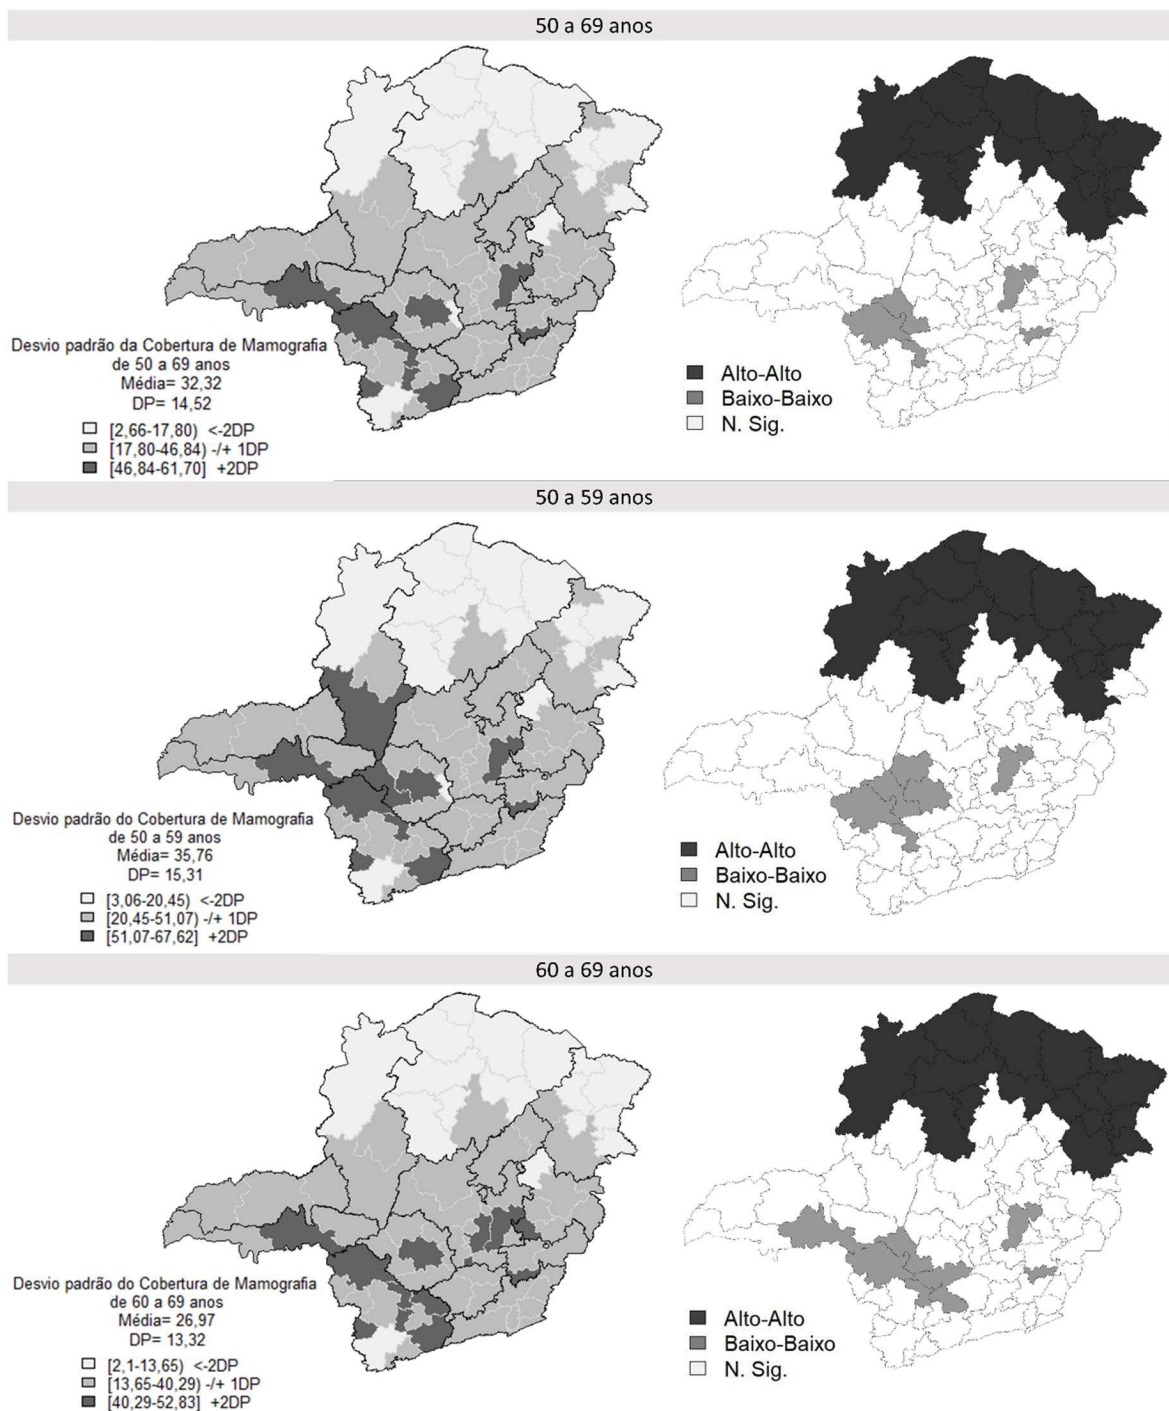 50 a 69 anos
Desvio padrão da Cobertura de Mamografia
de 50 a 69 anos
Média= 32,32
DP= 14,52
[2,66-17,80) <-2DP
[17,80-46,84) -/+ 1DP
[46,84-61,70] +2DP
Alto-Alto
Baixo-Baixo
N. Sig.
50 a 59 anos
Desvio padrão do Cobertura de Mamografia
de 50 a 59 anos
Média= 35,76
DP= 15,31
[3,06-20,45) <-2DP
[20,45-51,07) -/+ 1DP
[51,07-67,62] +2DP
Alto-Alto
Baixo-Baixo
N. Sig.
60 a 69 anos
Desvio padrão do Cobertura de Mamografia
de 60 a 69 anos
Média= 26,97
DP= 13,32
[2,1-13,65) <-2DP
[13,65-40,29) -/+ 1DP
[40,29-52,83] +2DP
Alto-Alto
Baixo-Baixo
N. Sig.